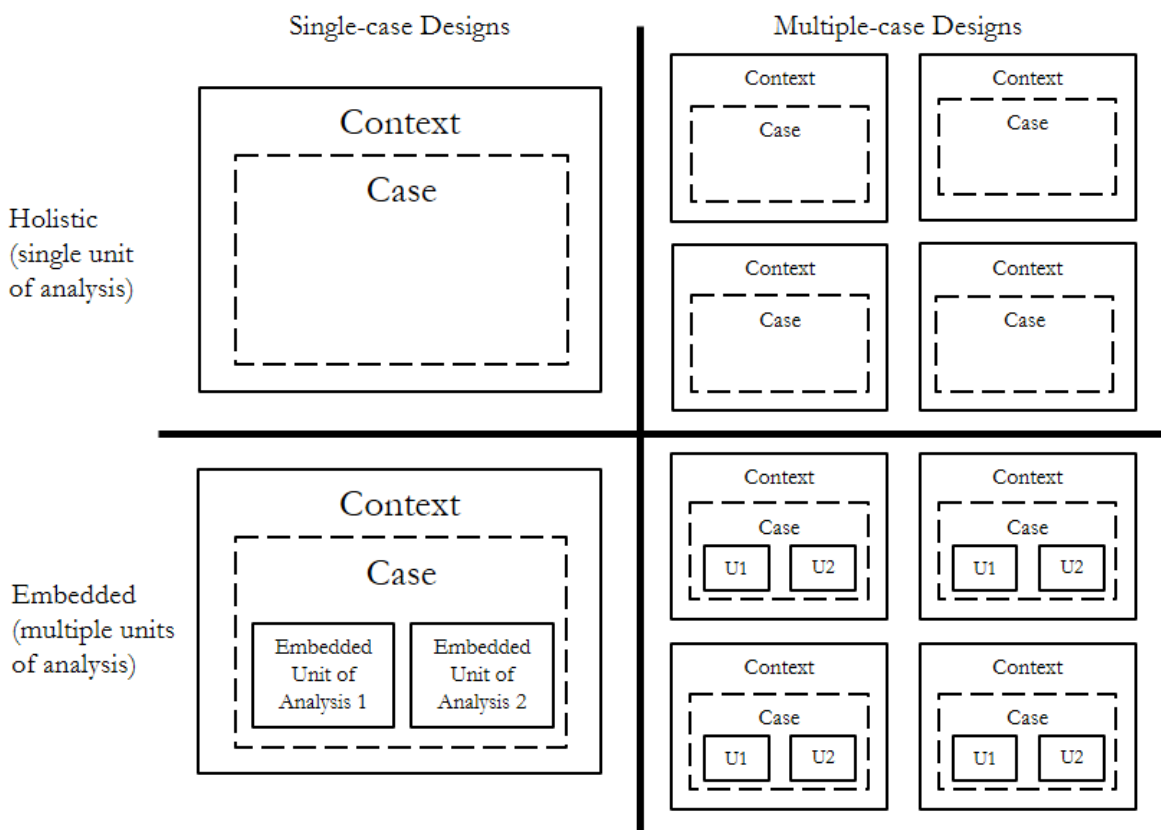 Single-case Designs
Multiple-case Designs
Holistic
(single unit
of analysis)
Context
Case
Context
Case
Context
Case
Context
Case
Context
Case
Embedded
(multiple units
of analysis)
Context
Case
Embedded
Unit of
Analysis 1
Embedded
Unit of
Analysis 2
Context
Case
U1
U2
Context
Case
U1
U2
Context
Case
U1
U2
Context
Case
U1
U2